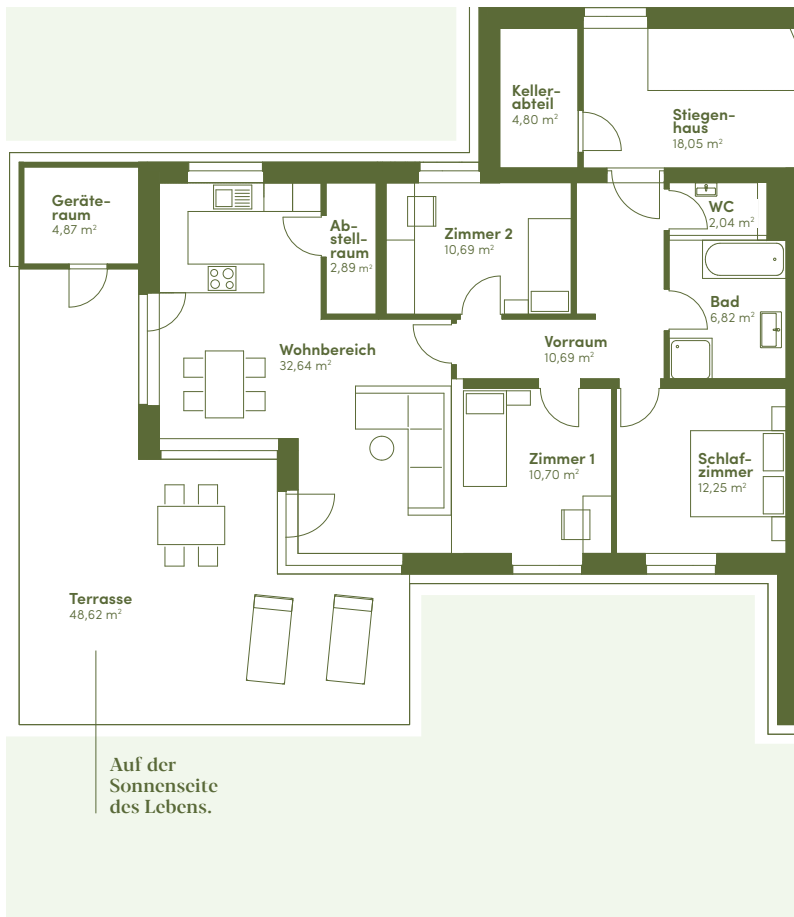 Keller-
abteil
4,80 m²
Stiegen-
haus
18,05 m²
Geräte-
raum
4,87 m²
Ab-
stell-
raum
2,89 m²
Zimmer 2
10,69 m²
WC
2,04 m²
Bad
6,82 m²
Wohnbereich
32,64 m²
Vorraum
10,69 m²
Zimmer 1
10,70 m²
Schlaf-
zimmer
12,25 m²
Terrasse
48,62 m²
Auf der
Sonnenseite
des Lebens.